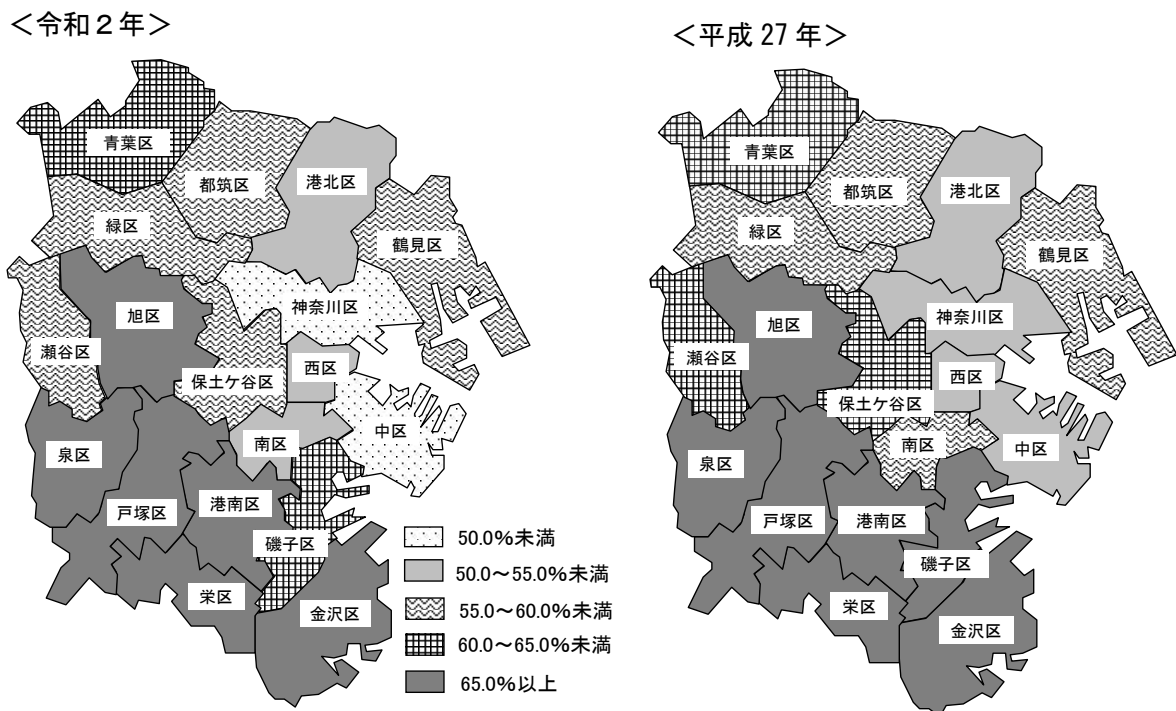 ＜令和２年＞
青葉区
都筑区
港北区
緑区
鶴見区
神奈川区
旭区
瀬谷区
保土ケ谷区
西区
中区
南区
泉区
港南区
戸塚区
磯子区
栄区
金沢区
50.0％未満
50.0～55.0％未満
55.0～60.0％未満
60.0～65.0％未満
65.0％以上
＜平成 27 年＞
青葉区
都筑区
港北区
緑区
鶴見区
神奈川区
旭区
瀬谷区
西区
保土ケ谷区
南区
中区
泉区
戸塚区
港南区
磯子区
栄区
金沢区